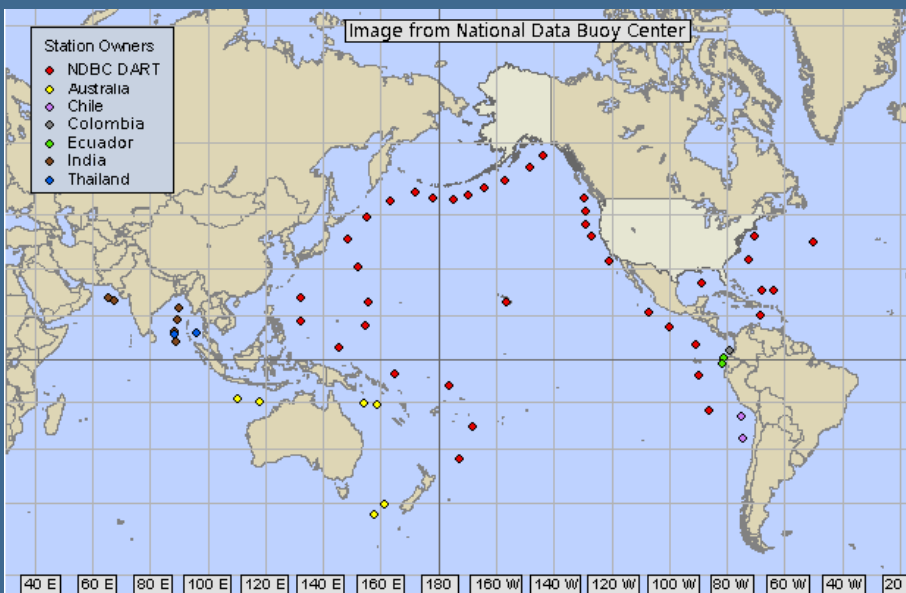 Image from National Data Buoy Center
Station Owners
NDBC DART
Australia
Chile
Colombia
Ecuador
India
Thailand
40 E 60 E 80 E 100 E 120 E 140 E 160 E 180 160 W 140 W 120 W 100 W 80 W 60 W 40 W 20